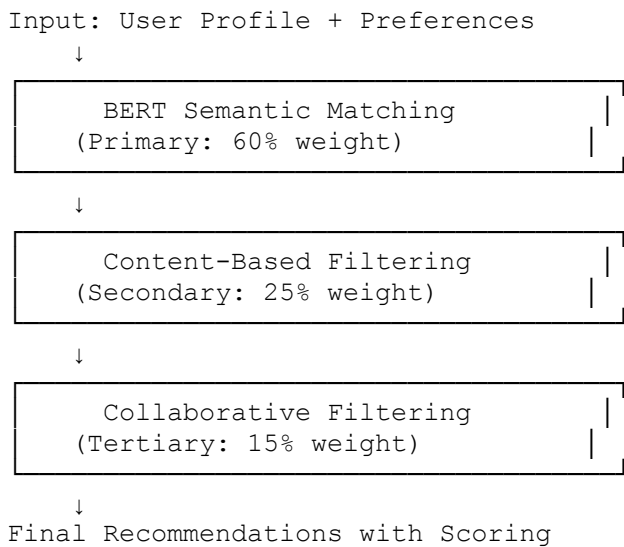 Input: User Profile + Preferences
↓
BERT Semantic Matching
(Primary: 60% weight)
↓
Content-Based Filtering
(Secondary: 25% weight)
↓
Collaborative Filtering
(Tertiary: 15% weight)
↓
Final Recommendations with Scoring